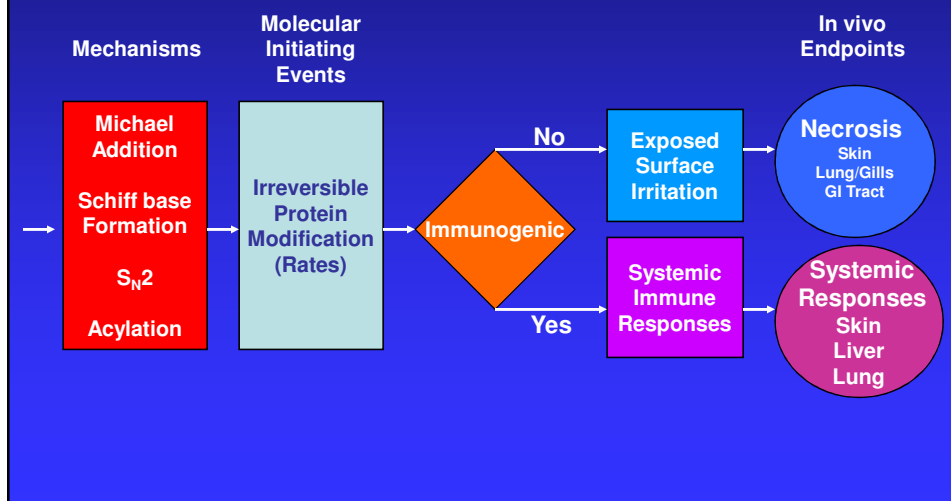 Mechanisms
Molecular
Initiating
Events
In vivo
Endpoints
Michael
Addition
Schiff base
Formation
S_N2
Acylation
Irreversible
Protein
Modification
(Rates)
Immunogenic
No
Yes
Exposed
Surface
Irritation
Systemic
Immune
Responses
Necrosis
Skin
Lung/Gills
GI Tract
Systemic
Responses
Skin
Liver
Lung